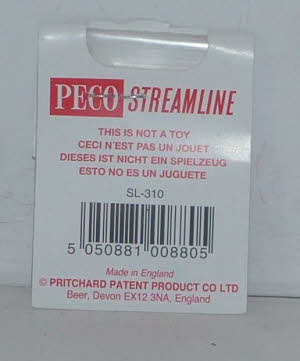 PECO STREAMLINE
THIS IS NOT A TOY
CECI N'EST PAS UN JOUET
DIESES IST NICHT EIN SPIELZEUG
ESTO NO ES UN JUGUETE
SL-310
5 050881 008805
Made in England
© PRITCHARD PATENT PRODUCT CO LTD
Beer, Devon EX12 3NA, England